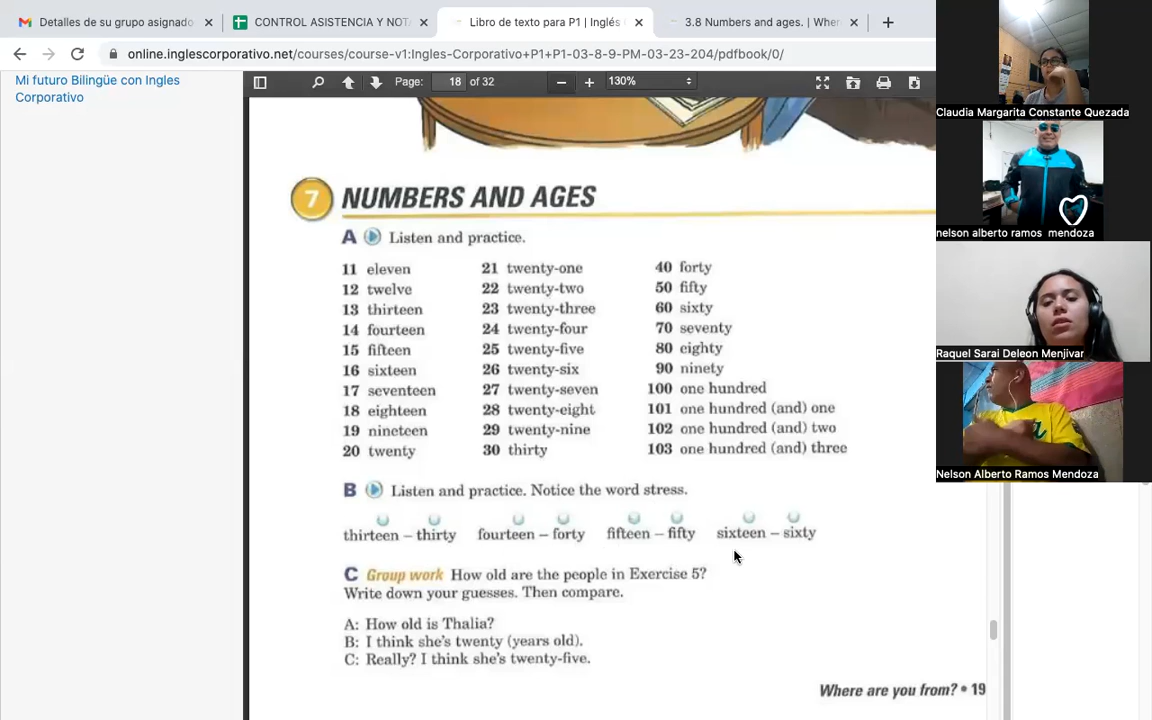 Detalles de su grupo asignado
CONTROL ASISTENCIA Y NOT
Libro de texto para P1 | Inglés
3.8 Numbers and ages. | Wher
online.inglescorporativo.net/courses/course-v1:Ingles-Corporativo+P1+P1-03-8-9-PM-03-23-204/pdfbook/0/
Mi futuro Bilingüe con Ingles
Corporativo
Page: 18 of 32
130%
7 NUMBERS AND AGES
A Listen and practice.
11 eleven 21 twenty-one 40 forty
12 twelve 22 twenty-two 50 fifty
13 thirteen 23 twenty-three 60 sixty
14 fourteen 24 twenty-four 70 seventy
15 fifteen 25 twenty-five 80 eighty
16 sixteen 26 twenty-six 90 ninety
17 seventeen 27 twenty-seven 100 one hundred
18 eighteen 28 twenty-eight 101 one hundred (and) one
19 nineteen 29 twenty-nine 102 one hundred (and) two
20 twenty 30 thirty 103 one hundred (and) three
B Listen and practice. Notice the word stress.
thirteen – thirty fourteen – forty fifteen – fifty sixteen – sixty
C Group work How old are the people in Exercise 5?
Write down your guesses. Then compare.
A: How old is Thalia?
B: I think she's twenty (years old).
C: Really? I think she's twenty-five.
Where are you from? • 19
Claudia Margarita Constante Quezada
nelson alberto ramos mendoza
Raquel Sarai Deleon Menjivar
Nelson Alberto Ramos Mendoza